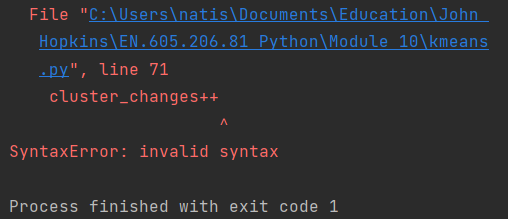 File "C:\Users\natis\Documents\Education\John
Hopkins\EN.605.206.81 Python\Module 10\kmeans
.py", line 71
cluster_changes++
^
SyntaxError: invalid syntax
Process finished with exit code 1